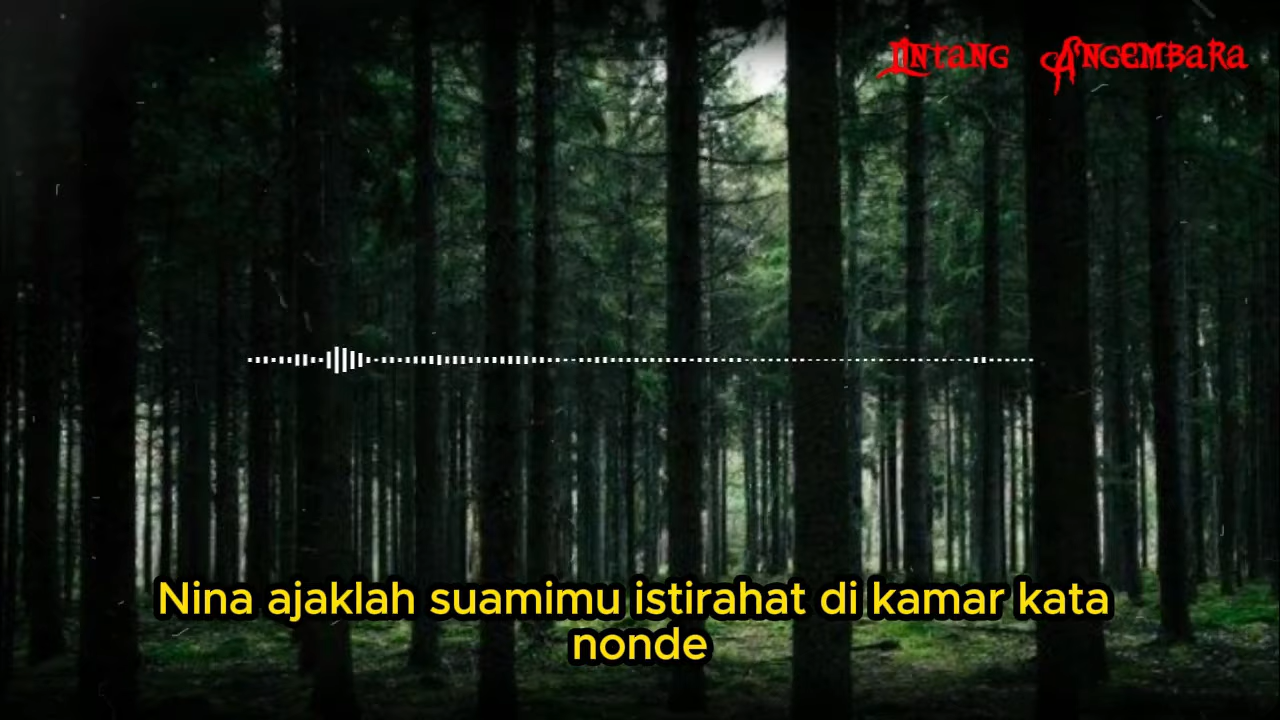 Lintang Angembara
Nina ajaklah suamimu istirahat di kamar kata
nonde